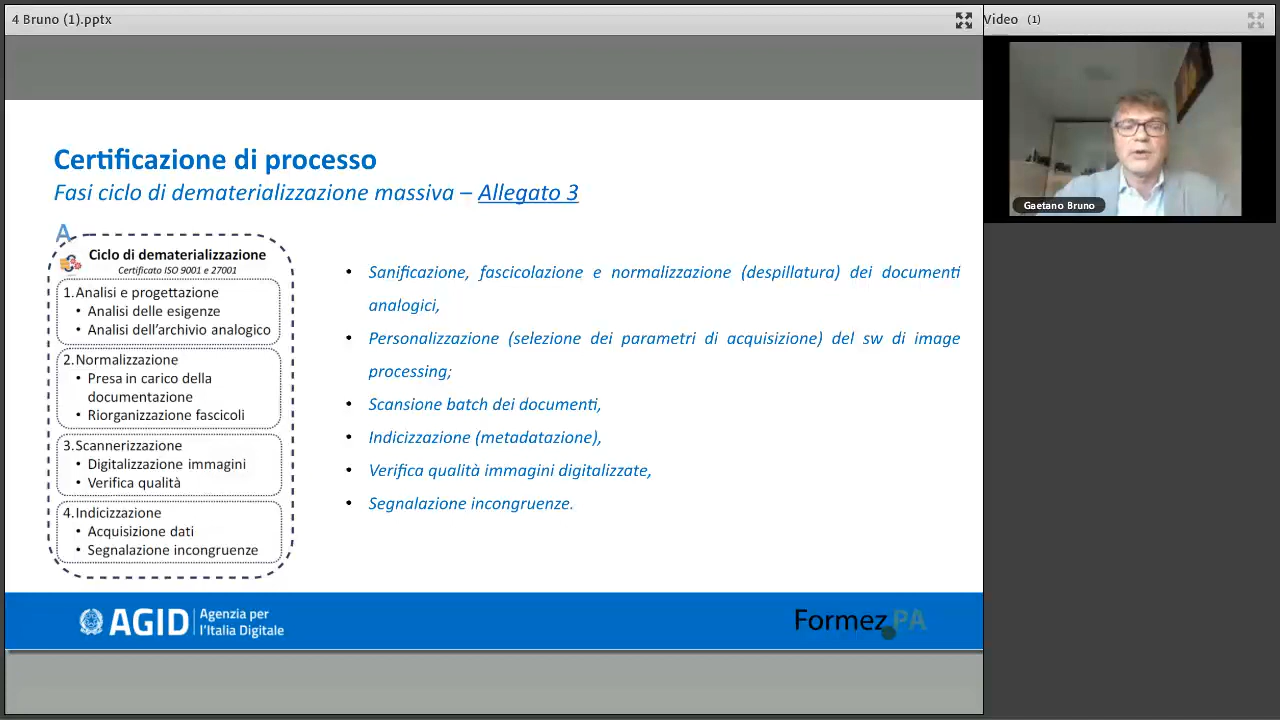 4 Bruno (1).pptx
Video (1)
Gaetano Bruno
Certificazione di processo
Fasi ciclo di dematerializzazione massiva – Allegato 3
A
Ciclo di dematerializzazione
Certificato ISO 9001 e 27001
1.Analisi e progettazione
• Analisi delle esigenze
• Analisi dell'archivio analogico
2.Normalizzazione
• Presa in carico della
documentazione
• Riorganizzazione fascicoli
3.Scannerizzazione
• Digitalizzazione immagini
• Verifica qualità
4.Indicizzazione
• Acquisizione dati
• Segnalazione incongruenze
• Sanificazione, fascicolazione e normalizzazione (despillatura) dei documenti
analogici,
• Personalizzazione (selezione dei parametri di acquisizione) del sw di image
processing;
• Scansione batch dei documenti,
• Indicizzazione (metadatazione),
• Verifica qualità immagini digitalizzate,
• Segnalazione incongruenze.
AGID
Agenzia per
l'Italia Digitale
Formez PA